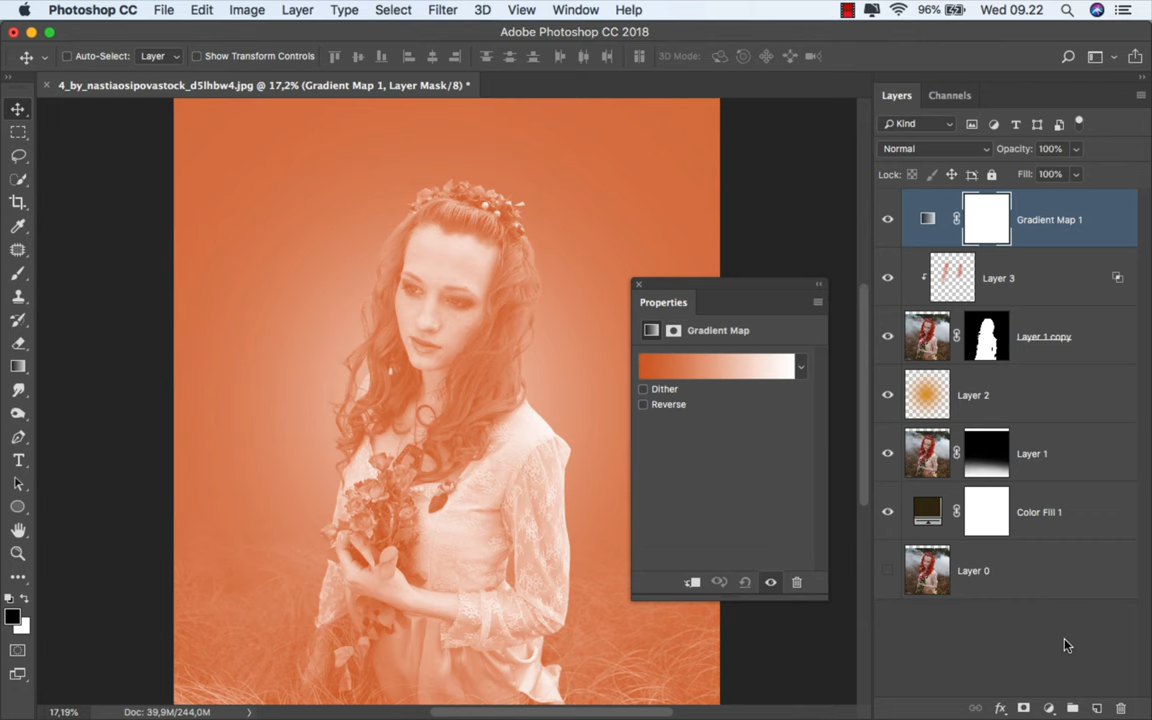 Photoshop CC File Edit Image Layer Type Select Filter 3D View Window Help 96% Wed 09.22
Adobe Photoshop CC 2018
Auto-Select: Layer Show Transform Controls 3D Mode:
4_by_nastiaosipovastock_d5lhbw4.jpg @ 17,2% (Gradient Map 1, Layer Mask/8) *
Layers Channels
Kind
Normal Opacity: 100%
Lock: Fill: 100%
Gradient Map 1
Layer 3
Layer 1 copy
Layer 2
Layer 1
Color Fill 1
Layer 0
Properties
Gradient Map
Dither
Reverse
17,19% Doc: 39,9M/244,0M